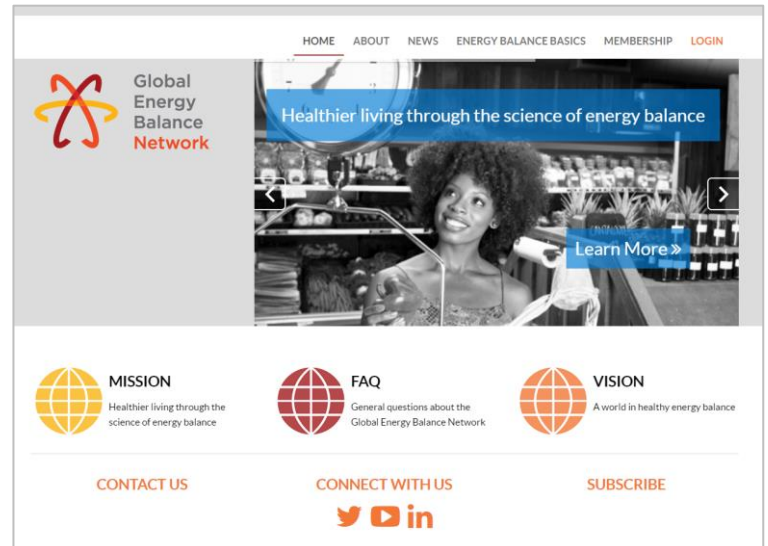 HOME ABOUT NEWS ENERGY BALANCE BASICS MEMBERSHIP LOGIN
Global
Energy
Balance
Network
Healthier living through the science of energy balance
Learn More »
MISSION
Healthier living through the
science of energy balance
FAQ
General questions about the
Global Energy Balance Network
VISION
A world in healthy energy balance
CONTACT US
CONNECT WITH US
SUBSCRIBE